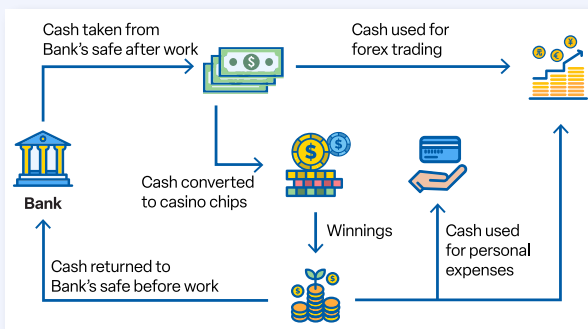 Cash taken from
Bank's safe after work
Cash used for
forex trading
$
¥
€
Bank
Cash converted
to casino chips
$
$
Winnings
Cash used
for personal
expenses
Cash returned to
Bank's safe before work
$
$